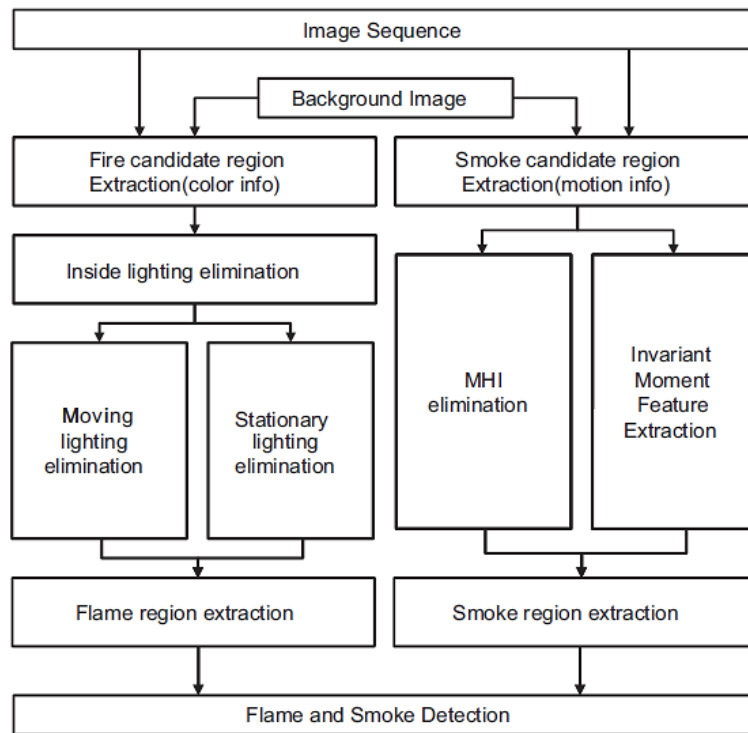 Image Sequence
Background Image
Fire candidate region
Extraction(color info)
Smoke candidate region
Extraction(motion info)
Inside lighting elimination
Moving
lighting
elimination
Stationary
lighting
elimination
MHI
elimination
Invariant
Moment
Feature
Extraction
Flame region extraction
Smoke region extraction
Flame and Smoke Detection